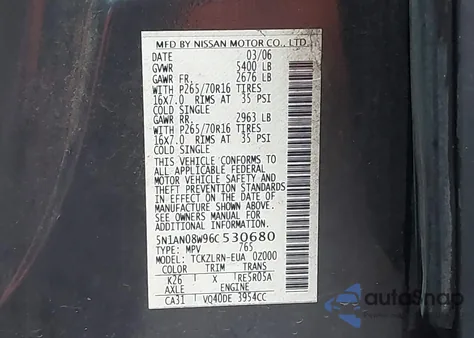 MFD BY NISSAN MOTOR CO., LTD.
DATE 03/06
GVWR 5400 LB
GAWR FR, 2676 LB
WITH P265/70R16 TIRES
16x7.0 RIMS AT 35 PSI
COLD SINGLE
GAWR RR, 2963 LB
WITH P265/70R16 TIRES
16x7.0 RIMS AT 35 PSI
COLD SINGLE
THIS VEHICLE CONFORMS TO
ALL APPLICABLE FEDERAL
MOTOR VEHICLE SAFETY AND
THEFT PREVENTION STANDARDS
IN EFFECT ON THE DATE OF
MANUFACTURE SHOWN ABOVE.
SEE OWNERS MANUAL FOR
ADDITIONAL INFORMATION.
5N1AN08W96C530680
TYPE: MPV 765
MODEL: TCKZLRN-EUA 0Z000
COLOR TRIM TRANS
K26 X RE5R05A
AXLE ENGINE
CA31 VQ40DE 3954CC
autoSnap